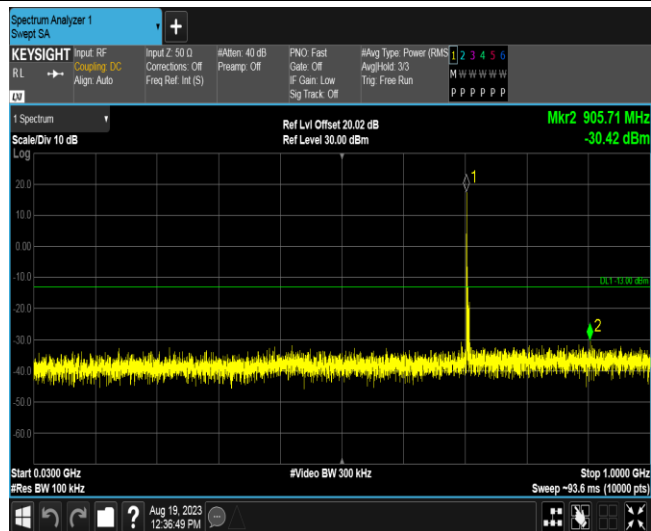 Spectrum Analyzer 1
Swept SA
+
KEYSIGHT
RL
LXI
Input: RF
Coupling: DC
Align: Auto
Input Z: 50 Ω
Corrections: Off
Freq Ref: Int (S)
#Atten: 40 dB
Preamp: Off
PNO: Fast
Gate: Off
IF Gain: Low
Sig Track: Off
#Avg Type: Power (RMS
Avg|Hold: 3/3
Trig: Free Run
1 2 3 4 5 6
M W W W W W
P P P P P P
1 Spectrum
Scale/Div 10 dB
Log
Ref Lvl Offset 20.02 dB
Ref Level 30.00 dBm
Mkr2 905.71 MHz
-30.42 dBm
20.0
10.0
0.00
-10.0
-20.0
-30.0
-40.0
-50.0
-60.0
1
DL1 -13.00 dBm
2
Start 0.0300 GHz
#Res BW 100 kHz
#Video BW 300 kHz
Stop 1.0000 GHz
Sweep ~93.6 ms (10000 pts)
?
Aug 19, 2023
12:36:49 PM